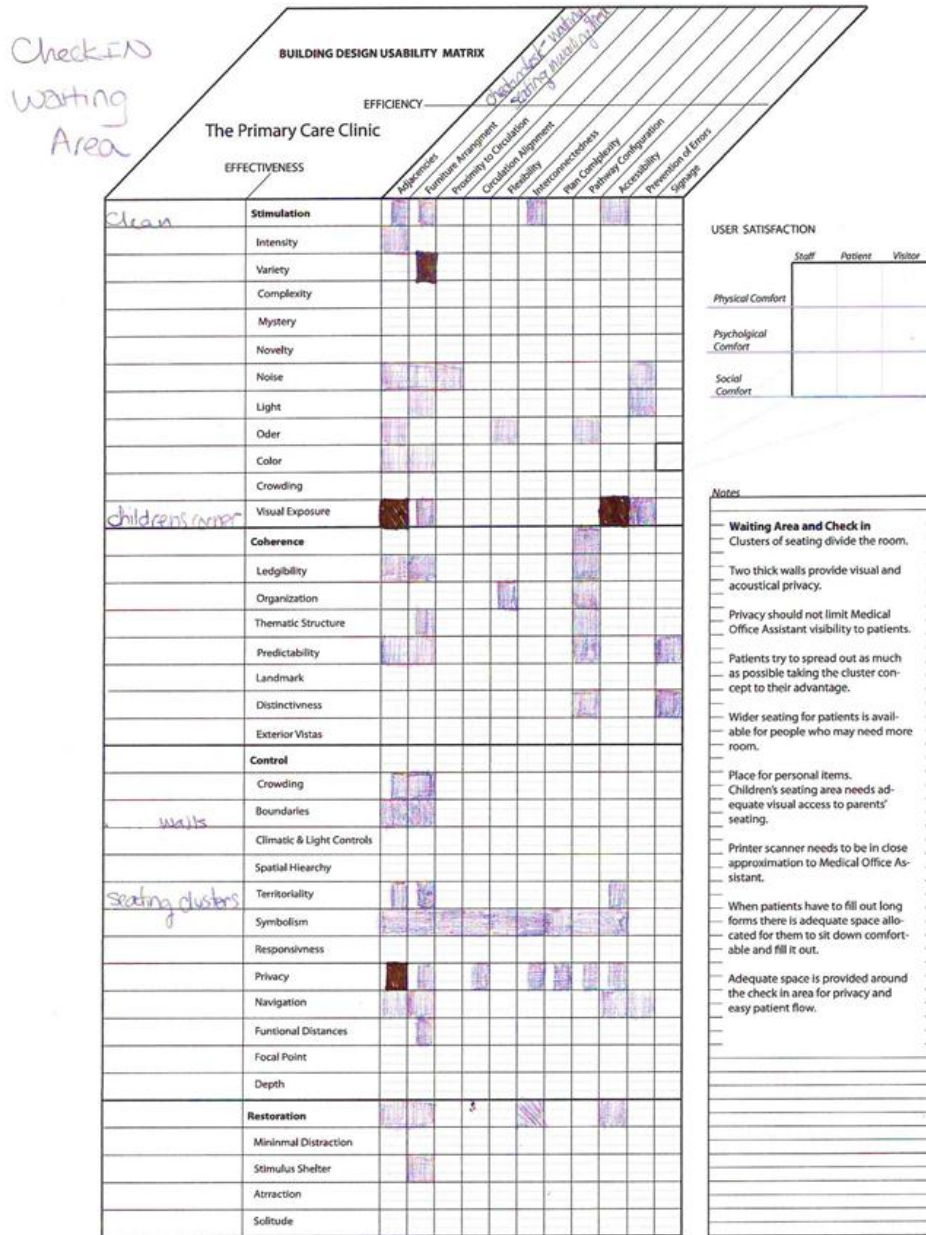 CheckIN
Waiting
Area
BUILDING DESIGN USABILITY MATRIX
EFFICIENCY
The Primary Care Clinic
EFFECTIVENESS
Adjacencies
Furniture Arrangment
Proximity to Circulation
Circulation Alignment
Flexibility
Interconnectedness
Plan Complexity
Pathway Configuration
Accessibility
Prevention of Errors
Signage
Clean
Stimulation
Intensity
Variety
Complexity
Mystery
Novelty
Noise
Light
Oder
Color
Crowding
childrens corner
Visual Exposure
Coherence
Ledgibility
Organization
Thematic Structure
Predictability
Landmark
Distinctivness
Exterior Vistas
Control
Crowding
walls
Boundaries
Climatic & Light Controls
Spatial Hiearchy
seating clusters
Territoriality
Symbolism
Responsivness
Privacy
Navigation
Funtional Distances
Focal Point
Depth
Restoration
Mininmal Distraction
Stimulus Shelter
Atrraction
Solitude
USER SATISFACTION
Staff Patient Visitor
Physical Comfort
Psycholgical
Comfort
Social
Comfort
Notes
Waiting Area and Check in
Clusters of seating divide the room.
Two thick walls provide visual and
acoustical privacy.
Privacy should not limit Medical
Office Assistant visibility to patients.
Patients try to spread out as much
as possible taking the cluster con-
cept to their advantage.
Wider seating for patients is avail-
able for people who may need more
room.
Place for personal items.
Children's seating area needs ad-
equate visual access to parents'
seating.
Printer scanner needs to be in close
approximation to Medical Office As-
sistant.
When patients have to fill out long
forms there is adequate space allo-
cated for them to sit down comfort-
able and fill it out.
Adequate space is provided around
the check in area for privacy and
easy patient flow.